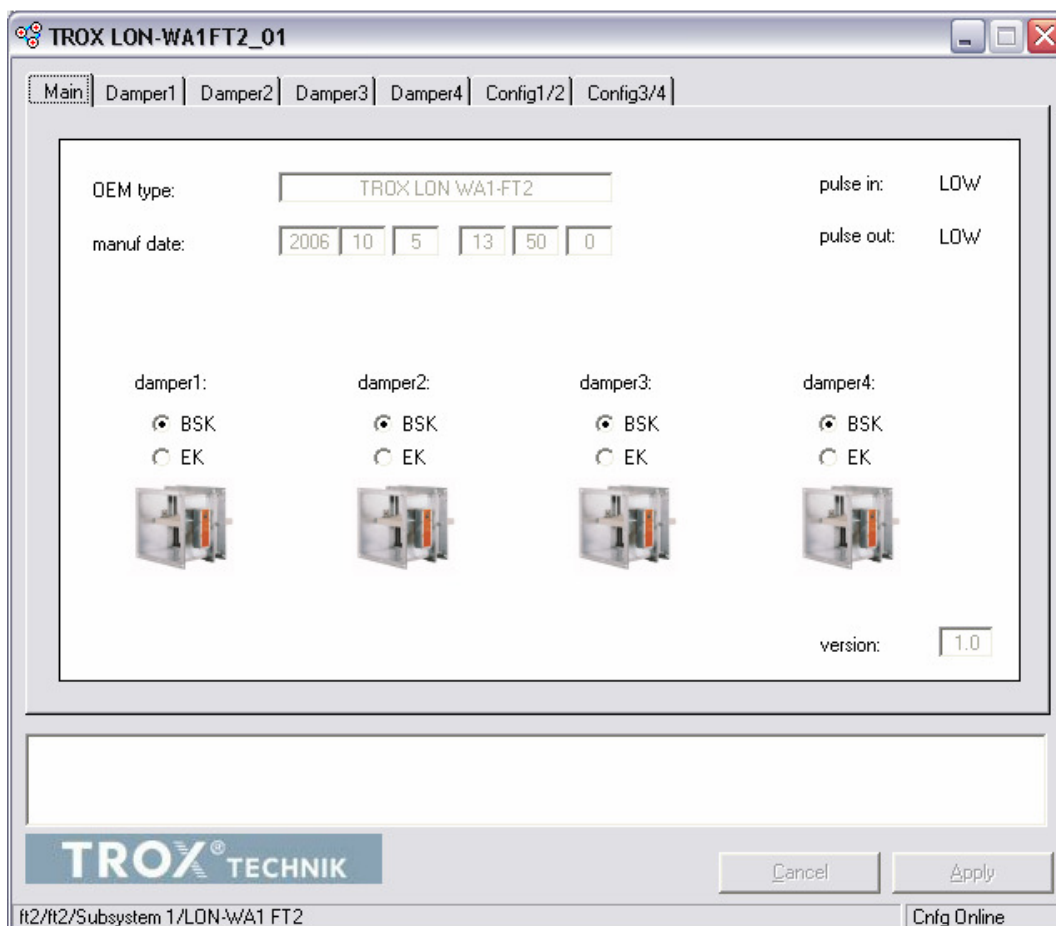 TROX LON-WA1FT2_01
Main Damper1 Damper2 Damper3 Damper4 Config1/2 Config3/4
OEM type: TROX LON WA1-FT2 pulse in: LOW
manuf date: 2006 10 5 13 50 0 pulse out: LOW
damper1: damper2: damper3: damper4:
BSK BSK BSK BSK
EK EK EK EK
version: 1.0
TROX® TECHNIK
Cancel Apply
ft2/ft2/Subsystem 1/LON-WA1 FT2 Cnfg Online